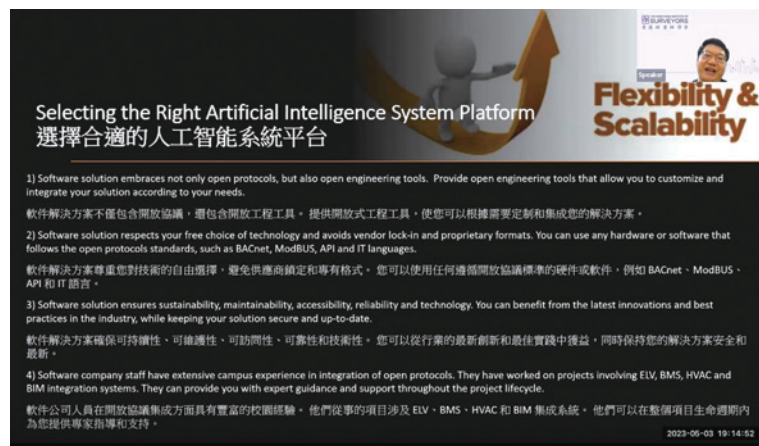 SURVEYORS
Speaker
Flexibility &
Scalability
Selecting the Right Artificial Intelligence System Platform
選擇合適的人工智能系統平台
1) Software solution embraces not only open protocols, but also open engineering tools.  Provide open engineering tools that allow you to customize and
integrate your solution according to your needs.
軟件解決方案不僅包含開放協議，還包含開放工程工具。 提供開放式工程工具，使您可以根據需要定制和集成您的解決方案。
2) Software solution respects your free choice of technology and avoids vendor lock-in and proprietary formats. You can use any hardware or software that
follows the open protocols standards, such as BACnet, ModBUS, API and IT languages.
軟件解決方案尊重您對技術的自由選擇，避免供應商鎖定和專有格式。 您可以使用任何遵循開放協議標準的硬件或軟件，例如 BACnet、ModBUS、
API 和 IT 語言。
3) Software solution ensures sustainability, maintainability, accessibility, reliability and technology. You can benefit from the latest innovations and best
practices in the industry, while keeping your solution secure and up-to-date.
軟件解決方案確保可持續性、可維護性、可訪問性、可靠性和技術性。 您可以從行業的最新創新和最佳實踐中獲益，同時保持您的解決方案安全和
最新。
4) Software company staff have extensive campus experience in integration of open protocols. They have worked on projects involving ELV, BMS, HVAC and
BIM integration systems. They can provide you with expert guidance and support throughout the project lifecycle.
軟件公司人員在開放協議集成方面具有豐富的校園經驗。 他們從事的項目涉及 ELV、BMS、HVAC 和 BIM 集成系統。 他們可以在整個項目生命週期內
為您提供專家指導和支持。
2023-05-03 19:14:52